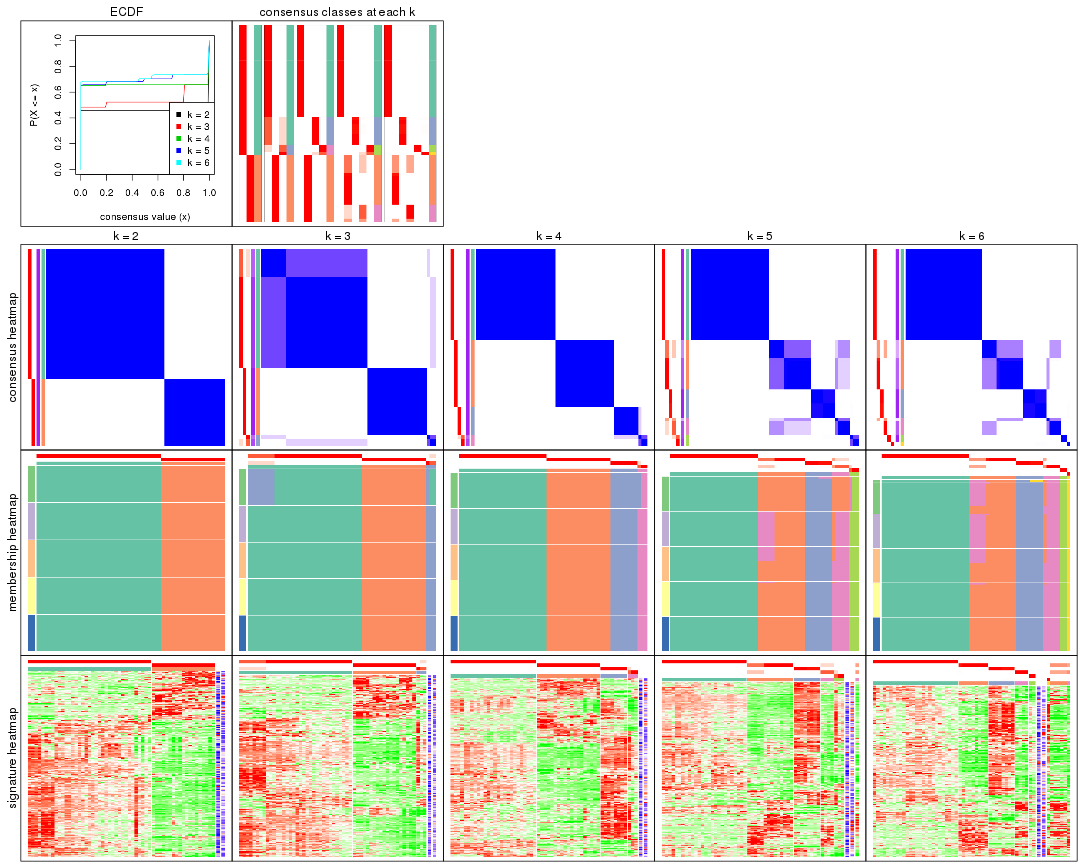 ECDF
consensus classes at each k
P(X <= x)
0.0 0.2 0.4 0.6 0.8 1.0
k = 2
k = 3
k = 4
k = 5
k = 6
0.0 0.2 0.4 0.6 0.8 1.0
consensus value (x)
k = 2
k = 3
k = 4
k = 5
k = 6
consensus heatmap
membership heatmap
signature heatmap